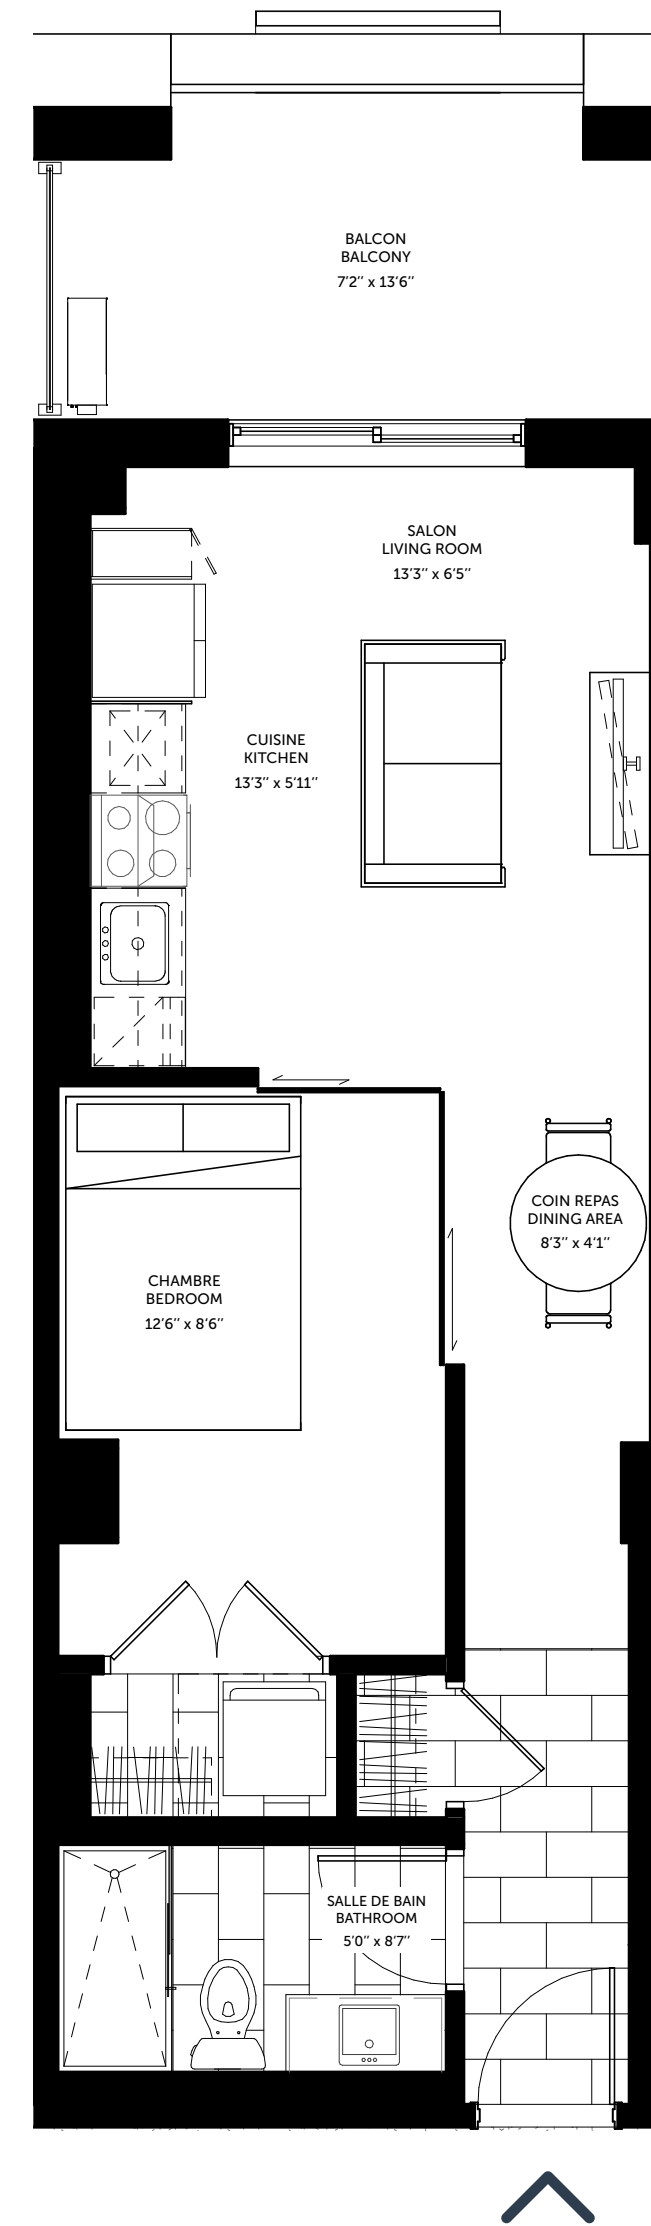 BALCON
BALCONY
7'2'' x 13'6''
SALON
LIVING ROOM
13'3'' x 6'5''
CUISINE
KITCHEN
13'3'' x 5'11''
COIN REPAS
DINING AREA
8'3'' x 4'1''
CHAMBRE
BEDROOM
12'6'' x 8'6''
SALLE DE BAIN
BATHROOM
5'0'' x 8'7''